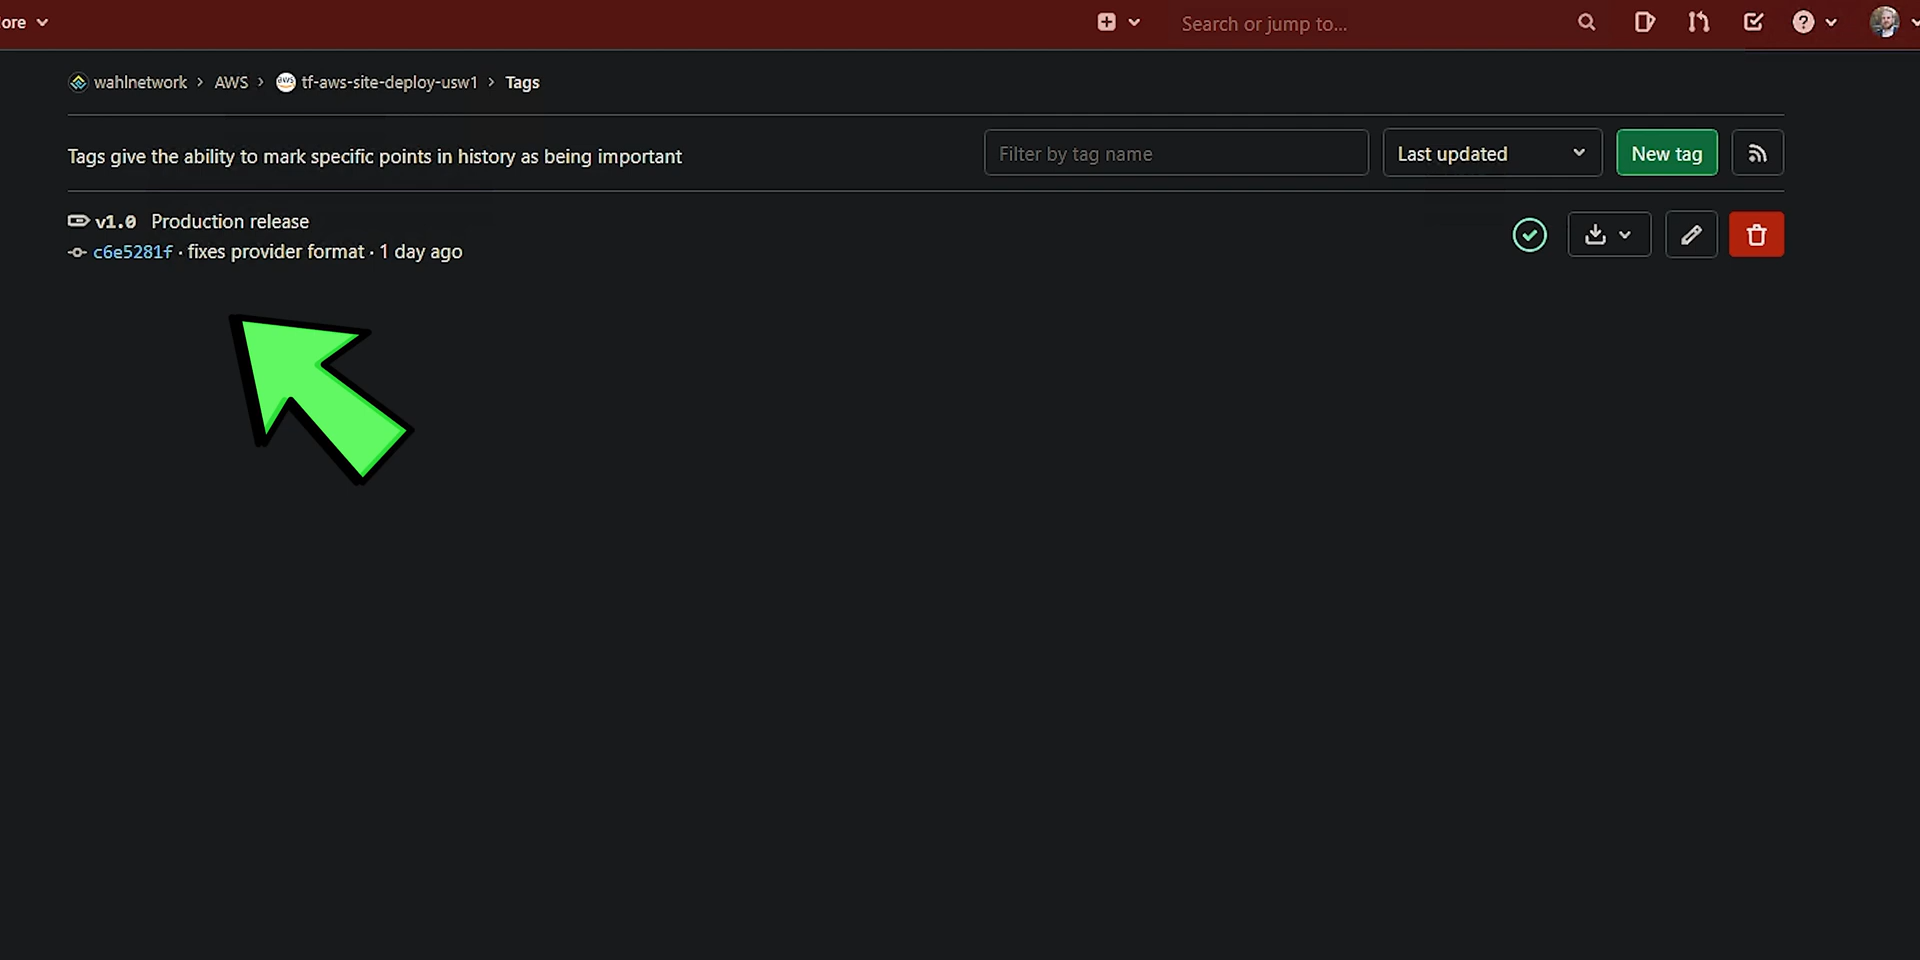 ore
Search or jump to...
wahlnetwork > AWS > tf-aws-site-deploy-usw1 > Tags
Tags give the ability to mark specific points in history as being important
Filter by tag name
Last updated
New tag
v1.0 Production release
c6e5281f · fixes provider format · 1 day ago